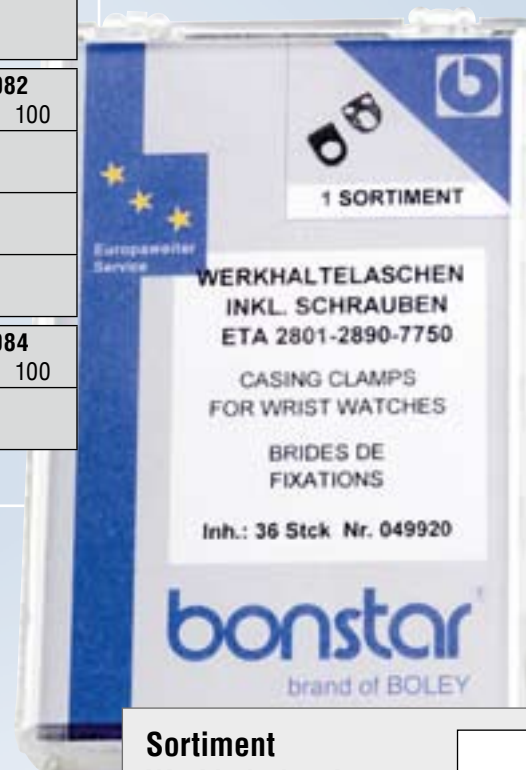 082
100
084
100
1 SORTIMENT
Europaweiter
Service
WERKHALTELASCHEN
INKL. SCHRAUBEN
ETA 2801-2890-7750
CASING CLAMPS
FOR WRIST WATCHES
BRIDES DE
FIXATIONS
Inh.: 36 Stck Nr. 049920
bonstar
brand of BOLEY
Sortiment